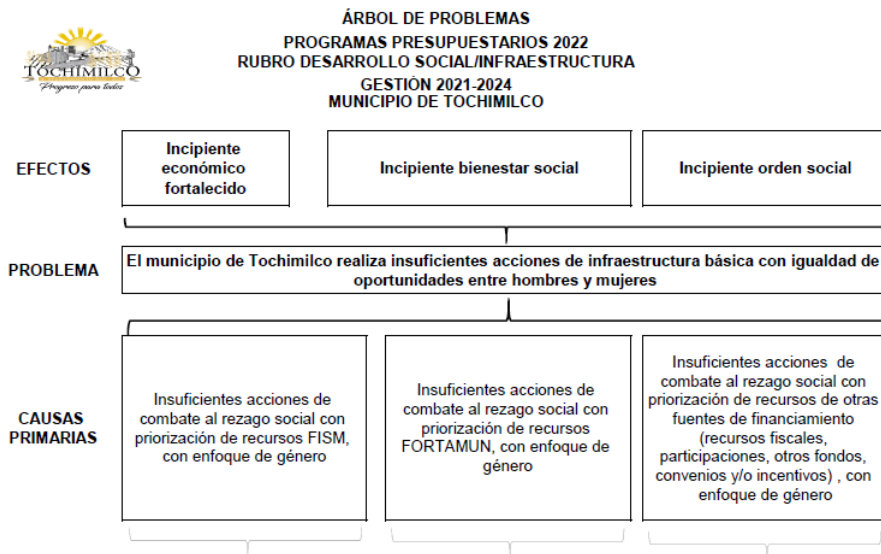 ÁRBOL DE PROBLEMAS
PROGRAMAS PRESUPUESTARIOS 2022
RUBRO DESARROLLO SOCIAL/INFRAESTRUCTURA
GESTIÓN 2021-2024
MUNICIPIO DE TOCHIMILCO
TOCHIMILCO
Progreso para todos
EFECTOS
Incipiente
económico
fortalecido
Incipiente bienestar social
Incipiente orden social
PROBLEMA
El municipio de Tochimilco realiza insuficientes acciones de infraestructura básica con igualdad de
oportunidades entre hombres y mujeres
CAUSAS
PRIMARIAS
Insuficientes acciones de
combate al rezago social con
priorización de recursos FISM,
con enfoque de género
Insuficientes acciones de
combate al rezago social con
priorización de recursos
FORTAMUN, con enfoque de
género
Insuficientes acciones de
combate al rezago social con
priorización de recursos de otras
fuentes de financiamiento
(recursos fiscales,
participaciones, otros fondos,
convenios y/o incentivos) , con
enfoque de género